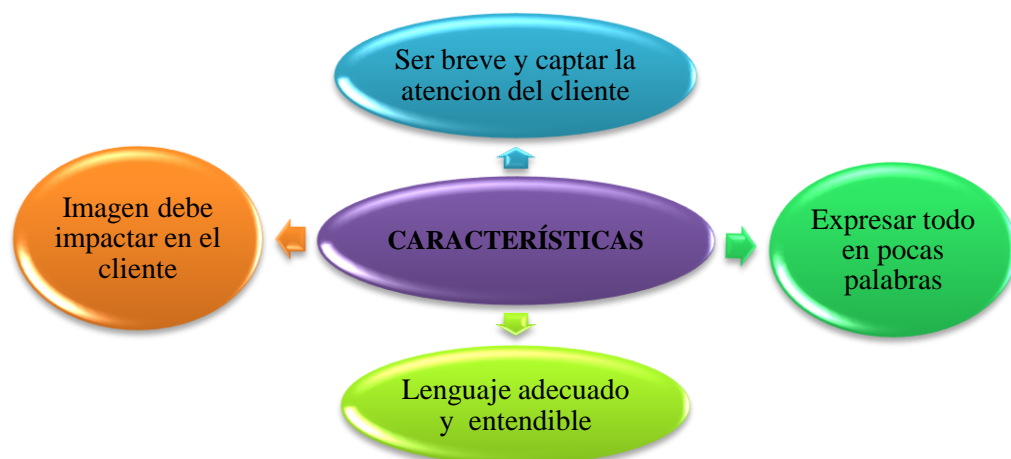 Ser breve y captar la
atencion del cliente
Imagen debe
impactar en el
cliente
CARACTERÍSTICAS
Expresar todo
en pocas
palabras
Lenguaje adecuado
y entendible